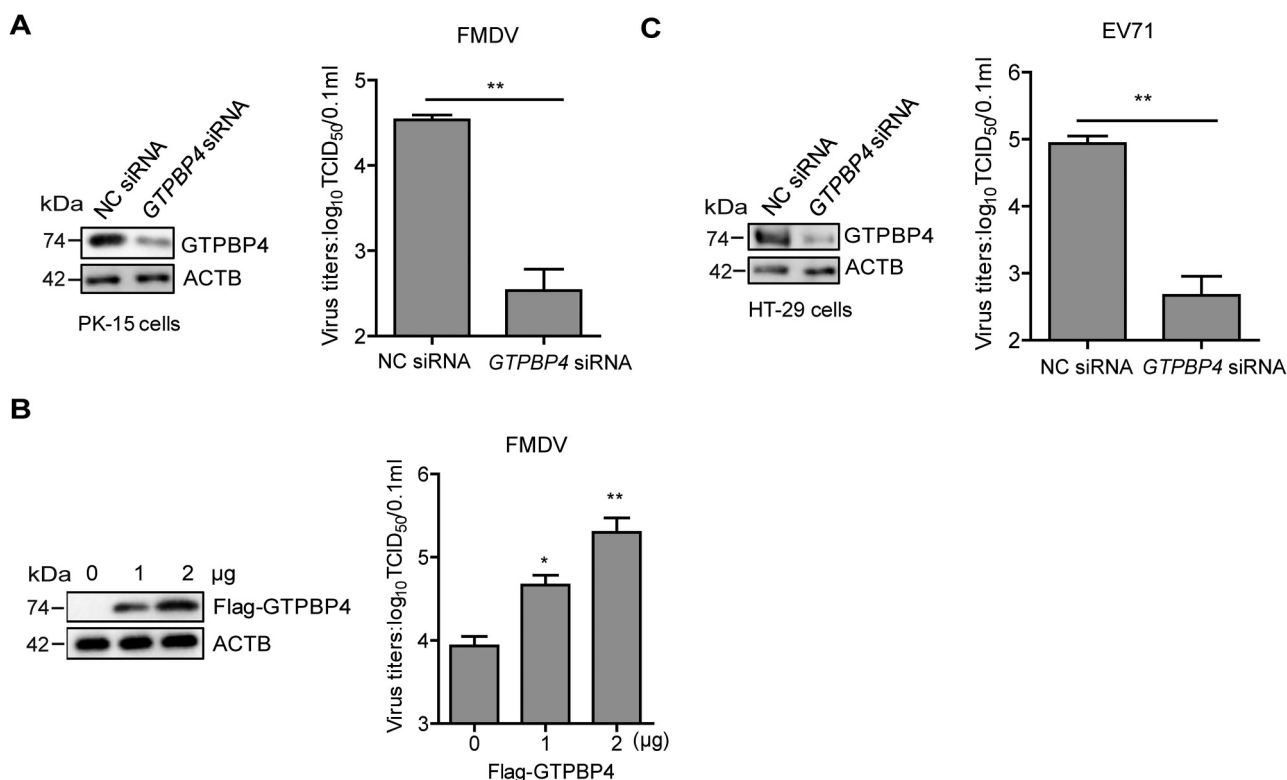 A
NC siRNA
GTPBP4 siRNA
kDa
74
GTPBP4
42
ACTB
PK-15 cells
FMDV
Virus titers:log10 TCID50/0.1ml
5
4
3
2
**
NC siRNA
GTPBP4 siRNA
C
NC siRNA
GTPBP4 siRNA
kDa
74
GTPBP4
42
ACTB
HT-29 cells
EV71
Virus titers:log10 TCID50/0.1ml
6
5
4
3
2
**
NC siRNA
GTPBP4 siRNA
B
kDa 0 1 2 µg
74
Flag-GTPBP4
42
ACTB
FMDV
Virus titers:log10 TCID50/0.1ml
6
5
4
3
*
**
0 1 2 (µg)
Flag-GTPBP4